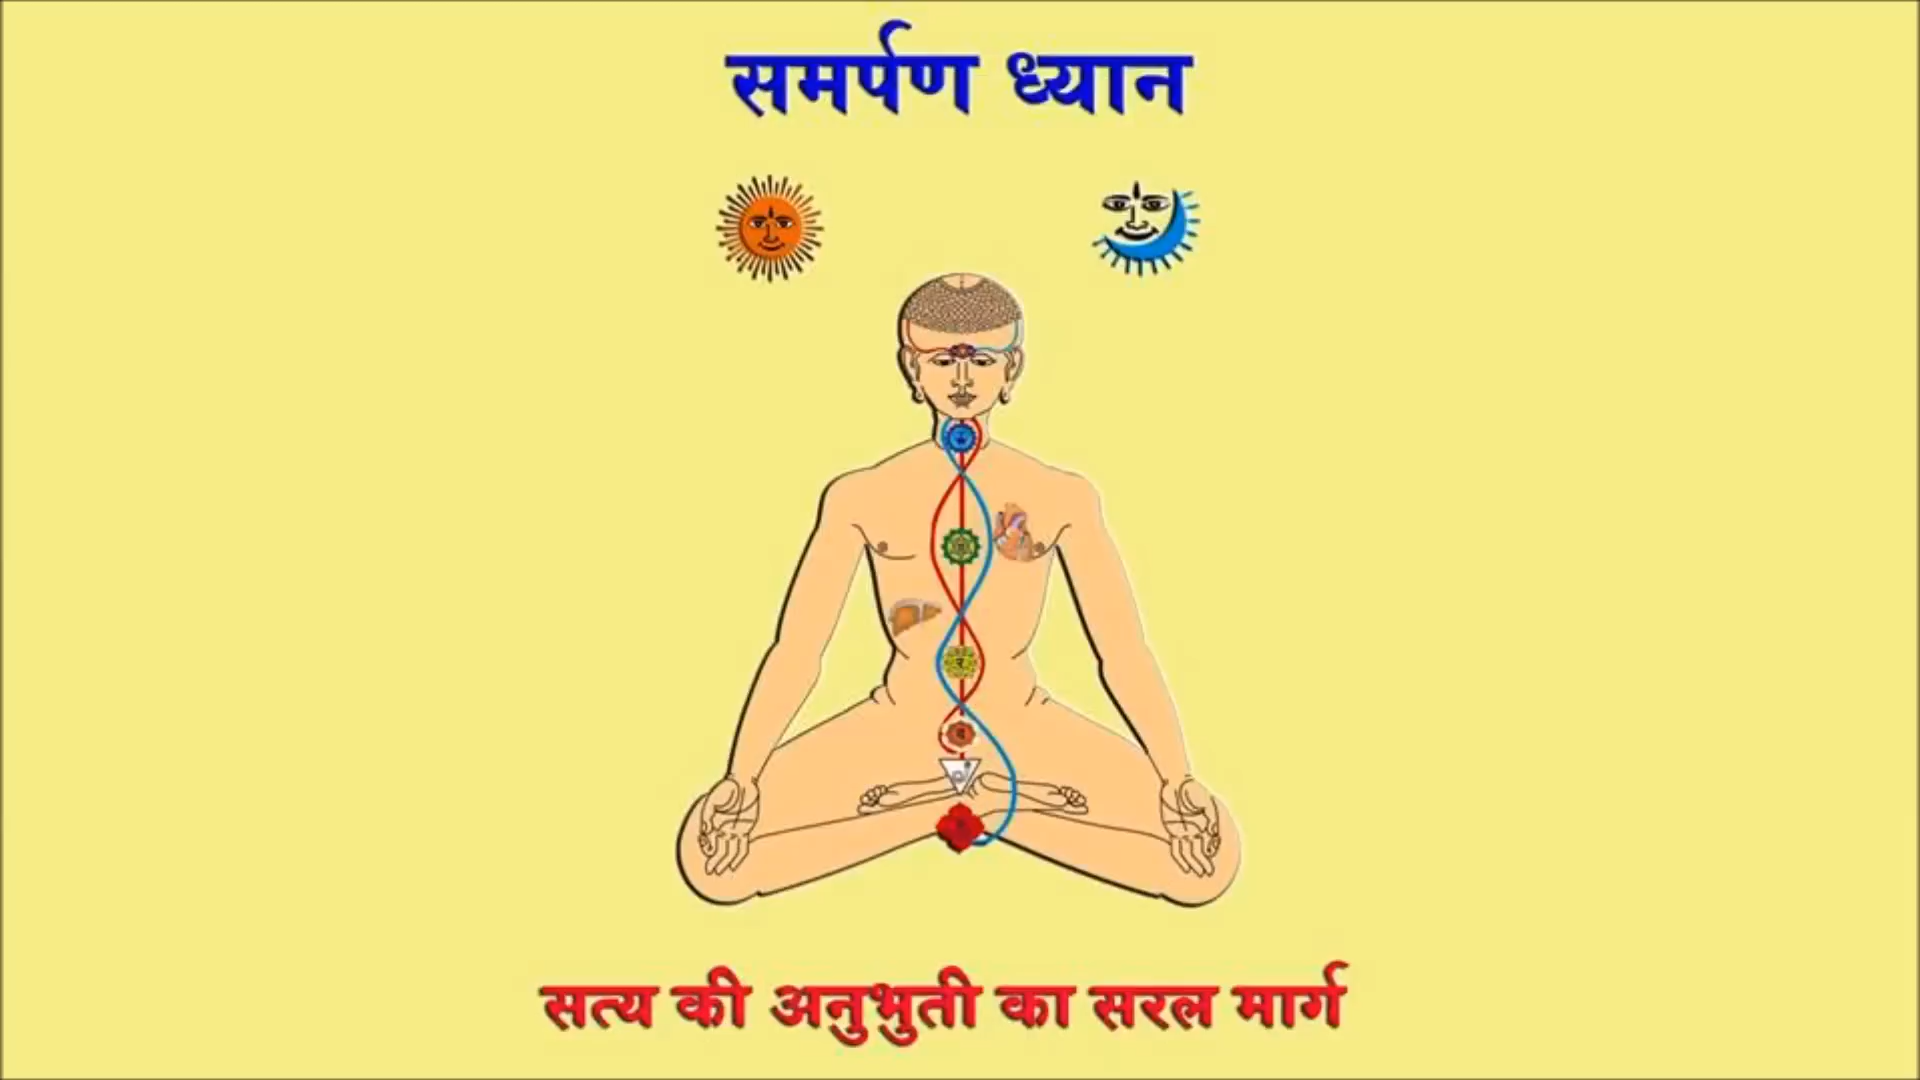 समर्पण ध्यान
र
सत्य की अनुभुती का सरल मार्ग